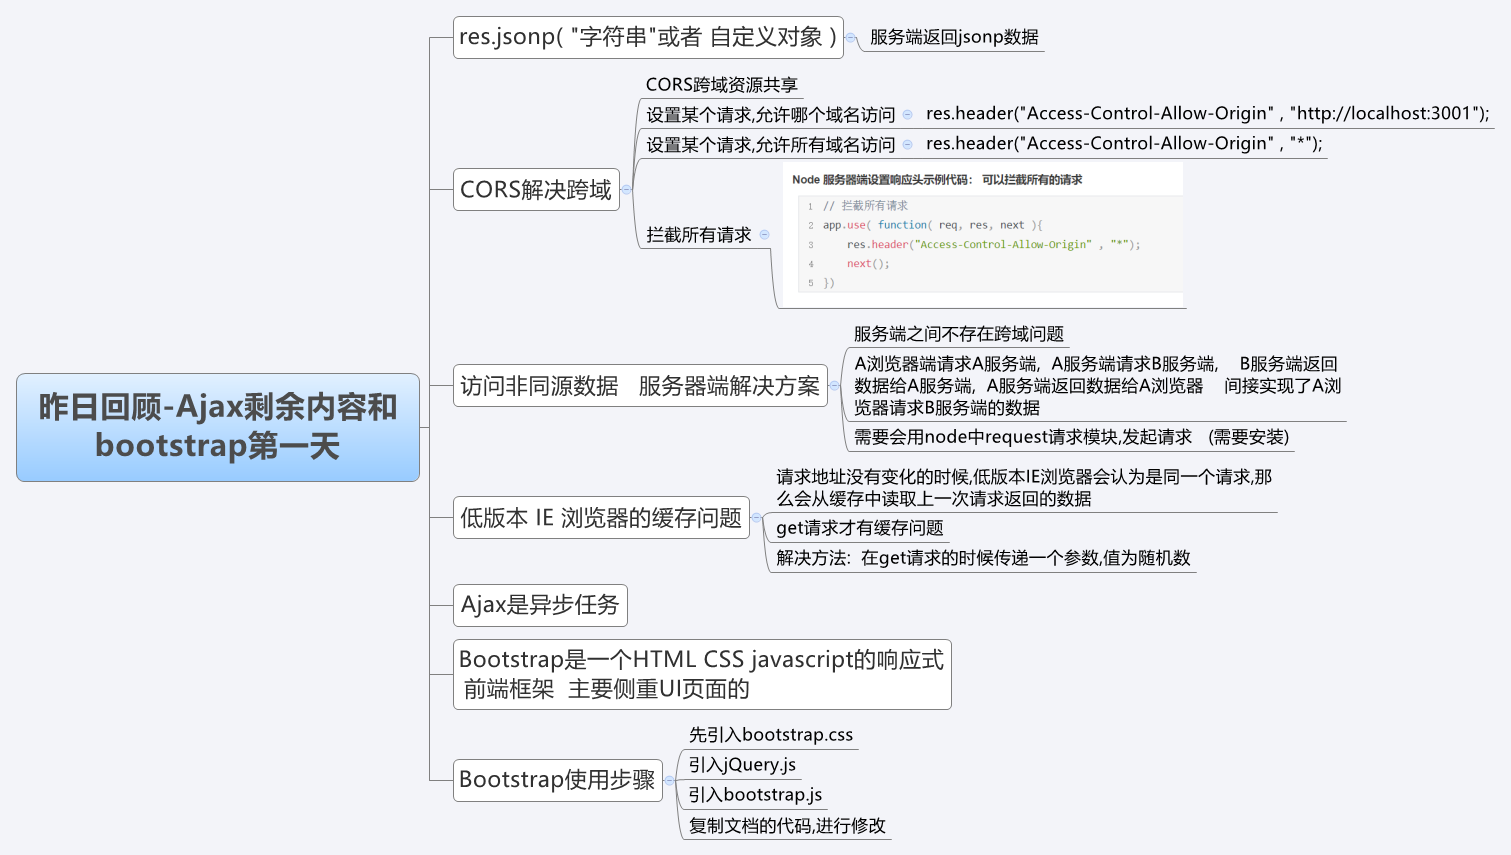 昨日回顾-Ajax剩余内容和
bootstrap第一天
res.jsonp( "字符串"或者 自定义对象 )
服务端返回jsonp数据
CORS解决跨域
CORS跨域资源共享
设置某个请求,允许哪个域名访问
res.header("Access-Control-Allow-Origin" , "http://localhost:3001");
设置某个请求,允许所有域名访问
res.header("Access-Control-Allow-Origin" , "*");
拦截所有请求
Node 服务器端设置响应头示例代码： 可以拦截所有的请求
1 // 拦截所有请求
2 app.use( function( req, res, next ){
3 res.header("Access-Control-Allow-Origin" , "*");
4 next();
5 })
访问非同源数据 服务器端解决方案
服务端之间不存在跨域问题
A浏览器端请求A服务端, A服务端请求B服务端, B服务端返回
数据给A服务端, A服务端返回数据给A浏览器 间接实现了A浏
览器请求B服务端的数据
需要会用node中request请求模块,发起请求 (需要安装)
低版本 IE 浏览器的缓存问题
请求地址没有变化的时候,低版本IE浏览器会认为是同一个请求,那
么会从缓存中读取上一次请求返回的数据
get请求才有缓存问题
解决方法: 在get请求的时候传递一个参数,值为随机数
Ajax是异步任务
Bootstrap是一个HTML CSS javascript的响应式
前端框架 主要侧重UI页面的
Bootstrap使用步骤
先引入bootstrap.css
引入jQuery.js
引入bootstrap.js
复制文档的代码,进行修改